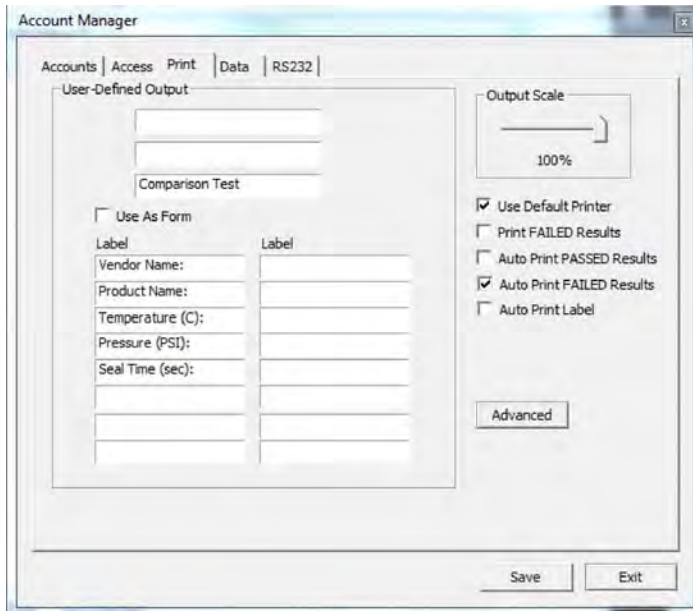 Account Manager
Accounts Access Print Data RS232
User-Defined Output
Comparison Test
Use As Form
Label Label
Vendor Name:
Product Name:
Temperature (C):
Pressure (PSI):
Seal Time (sec):
Output Scale
100%
Use Default Printer
Print FAILED Results
Auto Print PASSED Results
Auto Print FAILED Results
Auto Print Label
Advanced
Save Exit